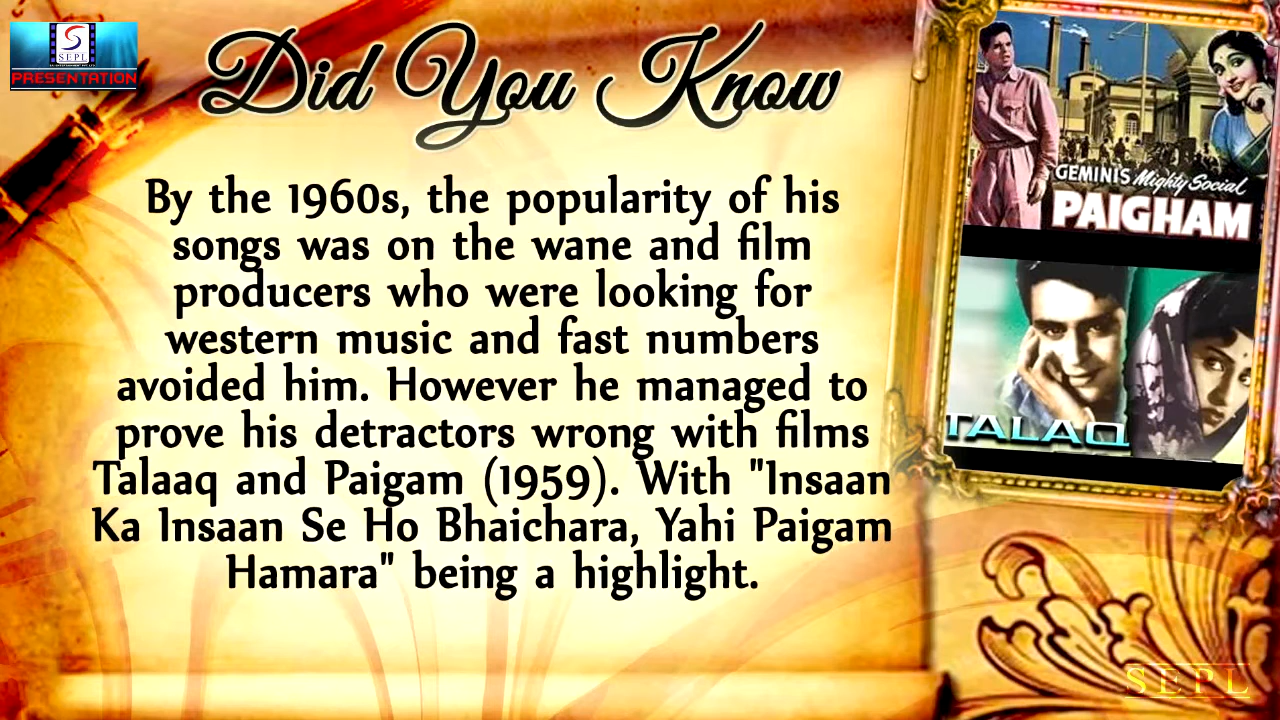 SEPL
PRESENTATION
Did You Know
By the 1960s, the popularity of his
songs was on the wane and film
producers who were looking for
western music and fast numbers
avoided him. However he managed to
prove his detractors wrong with films
Talaaq and Paigam (1959). With "Insaan
Ka Insaan Se Ho Bhaichara, Yahi Paigam
Hamara" being a highlight.
GEMINIS Mighty Social
PAIGHAM
TALAQ
SEPL